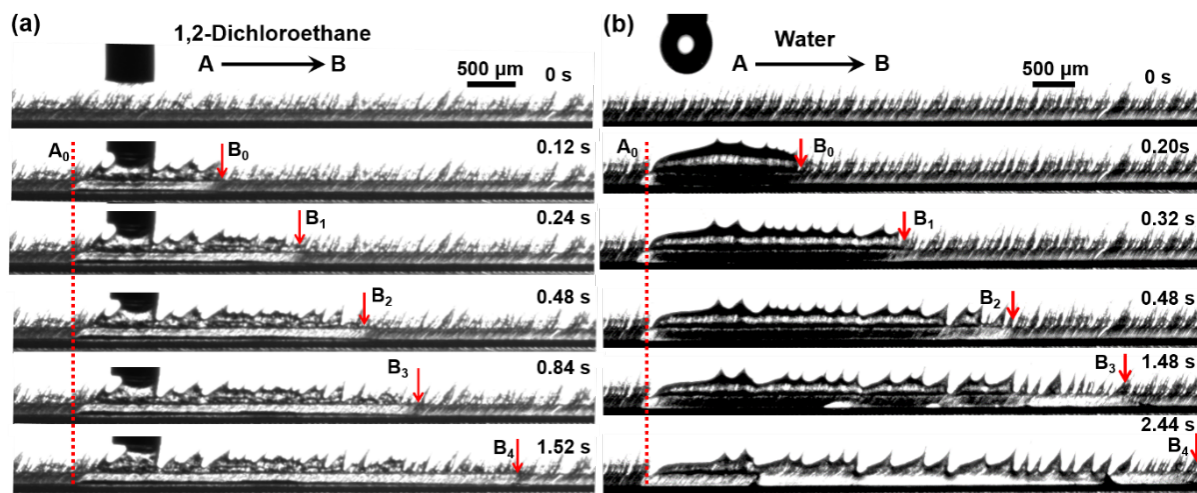 (a)
1,2-Dichloroethane
A B
500 μm
0 s
A0 B0 0.12 s
B1 0.24 s
B2 0.48 s
B3 0.84 s
B4 1.52 s
(b)
Water
A B
500 μm
0 s
A0 B0 0.20s
B1 0.32 s
B2 0.48 s
B3 1.48 s
2.44 s
B4